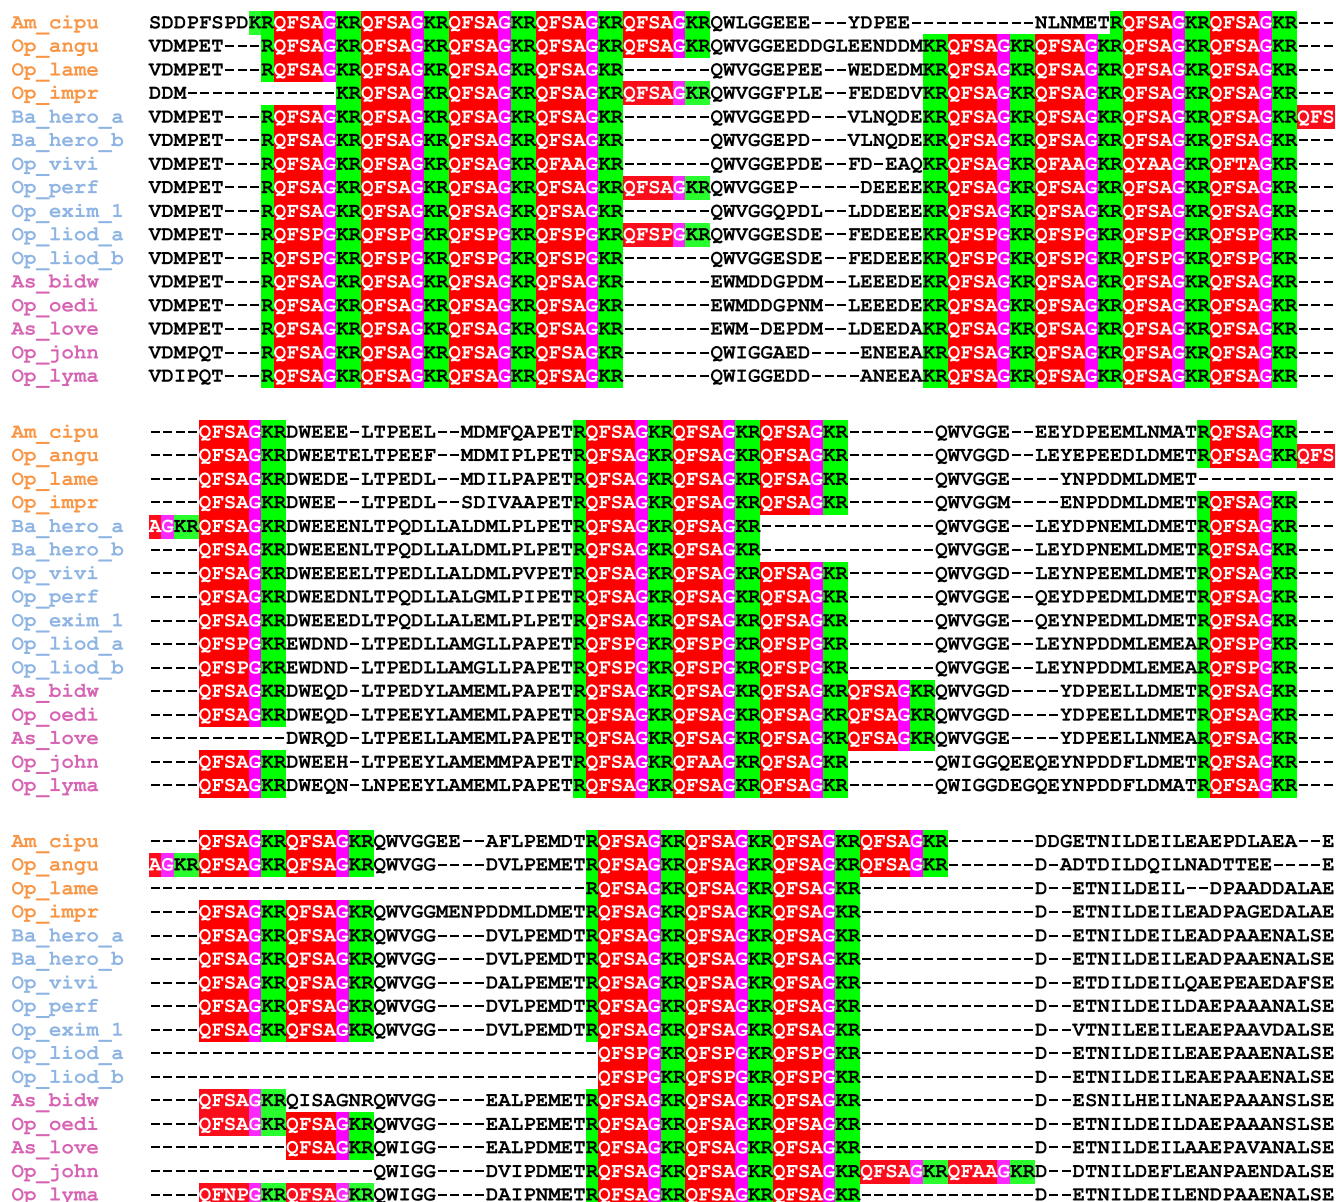 Am_cipu SDDPFSPDKRQFSAGKRQFSAGKRQFSAGKRQFSAGKRQFSAGKRQWLGGEEE---YDPEE----------NLNMETRQFSAGKRQFSAGKR---
Op_angu VDMPET---RQFSAGKRQFSAGKRQFSAGKRQFSAGKRQFSAGKRQWVGGEEDDGLEENDDMKRQFSAGKRQFSAGKRQFSAGKRQFSAGKR---
Op_lame VDMPET---RQFSAGKRQFSAGKRQFSAGKRQFSAGKR-------QWVGGEPEE---WEDEDMKRQFSAGKRQFSAGKRQFSAGKRQFSAGKR---
Op_impr DDM------------KRQFSAGKRQFSAGKRQFSAGKRQFSAGKRQWVGGFPLE---FEDEDVKRQFSAGKRQFSAGKRQFSAGKRQFSAGKR---
Ba_hero_a VDMPET---RQFSAGKRQFSAGKRQFSAGKRQFSAGKR-------QWVGGEPD----VLNQDEKRQFSAGKRQFSAGKRQFSAGKRQFSAGKRQFS
Ba_hero_b VDMPET---RQFSAGKRQFSAGKRQFSAGKRQFSAGKR-------QWVGGEPD----VLNQDEKRQFSAGKRQFSAGKRQFSAGKRQFSAGKR---
Op_vivi VDMPET---RQFSAGKRQFSAGKRQFSAGKRQFAAGKR-------QWVGGEPDE---FD-EAQKRQFSAGKRQFAAGKRQYAAGKRQFTAGKR---
Op_perf VDMPET---RQFSAGKRQFSAGKRQFSAGKRQFSAGKRQFSAGKRQWVGGEP-----DEEEEKRQFSAGKRQFSAGKRQFSAGKRQFSAGKR---
Op_exim_1 VDMPET---RQFSAGKRQFSAGKRQFSAGKRQFSAGKR-------QWVGGQPDL---LDDEEEKRQFSAGKRQFSAGKRQFSAGKRQFSAGKR---
Op_liod_a VDMPET---RQFSPGKRQFSPGKRQFSPGKRQFSPGKRQFSPGKRQWVGGESDE---FEDEEEKRQFSPGKRQFSPGKRQFSPGKRQFSPGKR---
Op_liod_b VDMPET---RQFSPGKRQFSPGKRQFSPGKRQFSPGKR-------QWVGGESDE---FEDEEEKRQFSPGKRQFSPGKRQFSPGKRQFSPGKR---
As_bidw VDMPET---RQFSAGKRQFSAGKRQFSAGKRQFSAGKR-------EWMDDGPDM---LEEEDEKRQFSAGKRQFSAGKRQFSAGKRQFSAGKR---
Op_oedi VDMPET---RQFSAGKRQFSAGKRQFSAGKRQFSAGKR-------EWMDDGPNM---LEEEDEKRQFSAGKRQFSAGKRQFSAGKRQFSAGKR---
As_love VDMPET---RQFSAGKRQFSAGKRQFSAGKRQFSAGKR-------EWM-DEPDM---LDEEDAKRQFSAGKRQFSAGKRQFSAGKRQFSAGKR---
Op_john VDMPQT---RQFSAGKRQFSAGKRQFSAGKRQFSAGKR-------QWIGGAED----ENEEAKRQFSAGKRQFSAGKRQFSAGKRQFSAGKR---
Op_lyma VDIPQT---RQFSAGKRQFSAGKRQFSAGKRQFSAGKR-------QWIGGEDD----ANEEAKRQFSAGKRQFSAGKRQFSAGKRQFSAGKR---
Am_cipu ----QFSAGKRDWEEE-LTPEEL--MDMFQAPETRQFSAGKRQFSAGKRQFSAGKR-------QWVGGE--EEYDPEEMLNMATRQFSAGKR---
Op_angu ----QFSAGKRDWEETELTPEEF--MDMIPLPETRQFSAGKRQFSAGKRQFSAGKR-------QWVGGD--LEYEPEEDLDMETRQFSAGKRQFS
Op_lame ----QFSAGKRDWEDE-LTPEDL--MDILPAPETRQFSAGKRQFSAGKRQFSAGKR-------QWVGGE----YNPDDMLDMET-----------
Op_impr ----QFSAGKRDWEE--LTPEDL--SDIVAAPETRQFSAGKRQFSAGKRQFSAGKR-------QWVGGM----ENPDDMLDMETRQFSAGKR---
Ba_hero_a AGKRQFSAGKRDWEEENLTPQDLLALDMLPLPETRQFSAGKRQFSAGKR--------------QWVGGE--LEYDPNEMLDMETRQFSAGKR---
Ba_hero_b ----QFSAGKRDWEEENLTPQDLLALDMLPLPETRQFSAGKRQFSAGKR--------------QWVGGE--LEYDPNEMLDMETRQFSAGKR---
Op_vivi ----QFSAGKRDWEEEELTPEDLLALDMLPVPETRQFSAGKRQFSAGKRQFSAGKR-------QWVGGD--LEYNPEEMLDMETRQFSAGKR---
Op_perf ----QFSAGKRDWEEDNLTPQDLLALGMLPIPETRQFSAGKRQFSAGKRQFSAGKR-------QWVGGE--QEYDPEDMLDMETRQFSAGKR---
Op_exim_1 ----QFSAGKRDWEEEDLTPQDLLALEMLPLPETRQFSAGKRQFSAGKRQFSAGKR-------QWVGGE--QEYNPEDMLDMETRQFSAGKR---
Op_liod_a ----QFSPGKREWDND-LTPEDLLAMGLLPAPETRQFSPGKRQFSPGKRQFSPGKR-------QWVGGE--LEYNPDDMLEMEARQFSPGKR---
Op_liod_b ----QFSPGKREWDND-LTPEDLLAMGLLPAPETRQFSPGKRQFSPGKRQFSPGKR-------QWVGGE--LEYNPDDMLEMEARQFSPGKR---
As_bidw ----QFSAGKRDWEQD-LTPEDYLAMEMLPAPETRQFSAGKRQFSAGKRQFSAGKRQFSAGKRQWVGGD----YDPEELLDMETRQFSAGKR---
Op_oedi ----QFSAGKRDWEQD-LTPEEYLAMEMLPAPETRQFSAGKRQFSAGKRQFSAGKRQFSAGKRQWVGGD----YDPEELLDMETRQFSAGKR---
As_love -----------DWRQD-LTPEELLAMEMLPAPETRQFSAGKRQFSAGKRQFSAGKRQFSAGKRQWVGGE----YDPEELLNMEARQFSAGKR---
Op_john ----QFSAGKRDWEEH-LTPEEYLAMEMMPAPETRQFSAGKRQFAAGKRQFSAGKR-------QWIGGQEEQEYNPDDFLDMETRQFSAGKR---
Op_lyma ----QFSAGKRDWEQN-LNPEEYLAMEMLPAPETRQFSAGKRQFSAGKRQFSAGKR-------QWIGGDEGQEYNPDDFLDMATRQFSAGKR---
Am_cipu ----QFSAGKRQFSAGKRQWVGGEE--AFLPEMDTRQFSAGKRQFSAGKRQFSAGKRQFSAGKR-------DDGETNILDEILEAEPDLAEA--E
Op_angu AGKRQFSAGKRQFSAGKRQWVGG----DVLPEMETRQFSAGKRQFSAGKRQFSAGKRQFSAGKR-------D-ADTDILDQILNADTTEE----E
Op_lame -----------------------------------RQFSAGKRQFSAGKRQFSAGKR--------------D--ETNILDEIL--DPAADDALAE
Op_impr ----QFSAGKRQFSAGKRQWVGGMENPDDMLDMETRQFSAGKRQFSAGKRQFSAGKR--------------D--ETNILDEILEADPAGEDALAE
Ba_hero_a ----QFSAGKRQFSAGKRQWVGG----DVLPEMDTRQFSAGKRQFSAGKRQFSAGKR--------------D--ETNILDEILEADPAAENALSE
Ba_hero_b ----QFSAGKRQFSAGKRQWVGG----DVLPEMDTRQFSAGKRQFSAGKRQFSAGKR--------------D--ETNILDEILEADPAAENALSE
Op_vivi ----QFSAGKRQFSAGKRQWVGG----DALPEMETRQFSAGKRQFSAGKRQFSAGKR--------------D--ETDILDEILQAEPEAEDAFSE
Op_perf ----QFSAGKRQFSAGKRQWVGG----DVLPEMDTRQFSAGKRQFSAGKRQFSAGKR--------------D--ETNILDEILDAEPAAANALSE
Op_exim_1 ----QFSAGKRQFSAGKRQWVGG----DVLPEMDTRQFSAGKRQFSAGKRQFSAGKR--------------D--VTNILEEILEAEPAAVDALSE
Op_liod_a ------------------------------------QFSPGKRQFSPGKRQFSPGKR--------------D--ETNILDEILEAEPAAENALSE
Op_liod_b ------------------------------------QFSPGKRQFSPGKRQFSPGKR--------------D--ETNILDEILEAEPAAENALSE
As_bidw ----QFSAGKRQISAGNRQWVGG----EALPEMETRQFSAGKRQFSAGKRQFSAGKR--------------D--ESNILHEILNAEPAAANSLSE
Op_oedi ----QFSAGKRQFSAGKRQWVGG----EALPEMETRQFSAGKRQFSAGKRQFSAGKR--------------D--ETNILDEILDAEPAAANSLSE
As_love -----------QFSAGKRQWIGG----EALPDMETRQFSAGKRQFSAGKRQFSAGKR--------------D--ETNILDEILAAEPAVANALSE
Op_john ------------------QWIGG----DVIPDMETRQFSAGKRQFSAGKRQFSAGKRQFSAGKRQFAAGKRD--DTNILDEFLEANPAENDALSE
Op_lyma ----QFNPGKRQFSAGKRQWIGG----DAIPNMETRQFSAGKRQFSAGKRQFSAGKR--------------D--ETNILDEILENDPAAENALSE